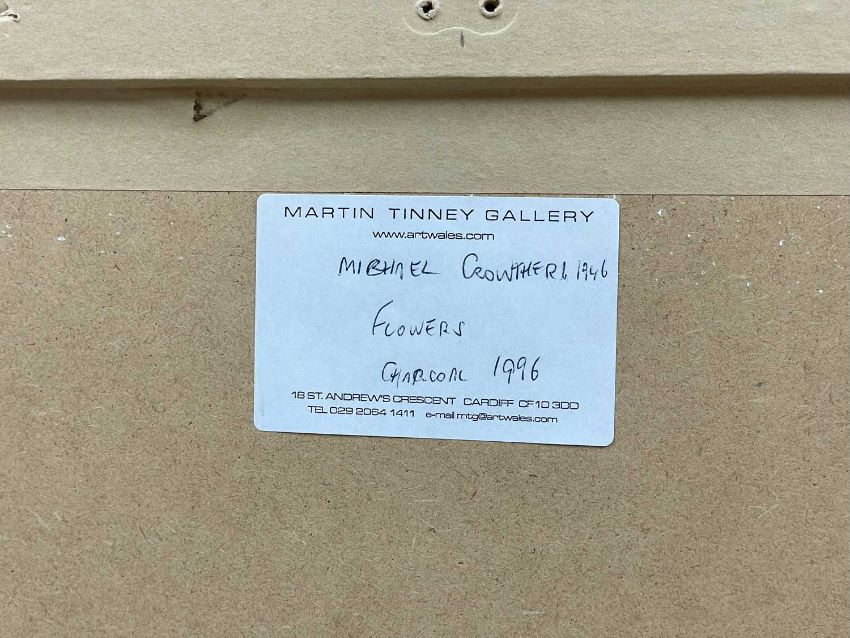 MARTIN TINNEY GALLERY
www.artwales.com
MICHAEL CROWTHER b 1946
FLOWERS
CHARCOAL 1996
18 ST. ANDREW'S CRESCENT CARDIFF CF10 3DD
TEL 029 2064 1411 e-mail mtg@artwales.com